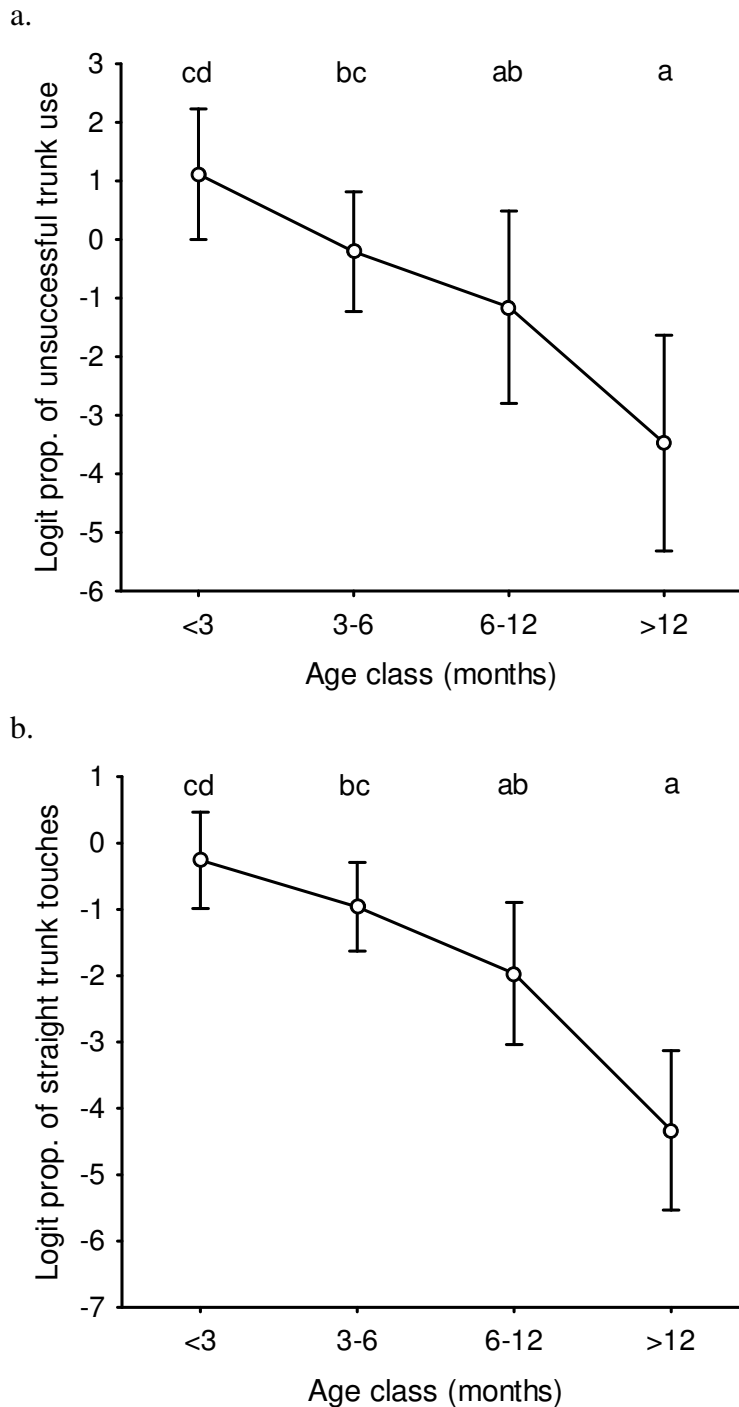 a.
Logit prop. of unsuccessful trunk use
3
2
1
0
-1
-2
-3
-4
-5
-6
cd bc ab a
<3 3-6 6-12 >12
Age class (months)
b.
Logit prop. of straight trunk touches
1
0
-1
-2
-3
-4
-5
-6
-7
cd bc ab a
<3 3-6 6-12 >12
Age class (months)